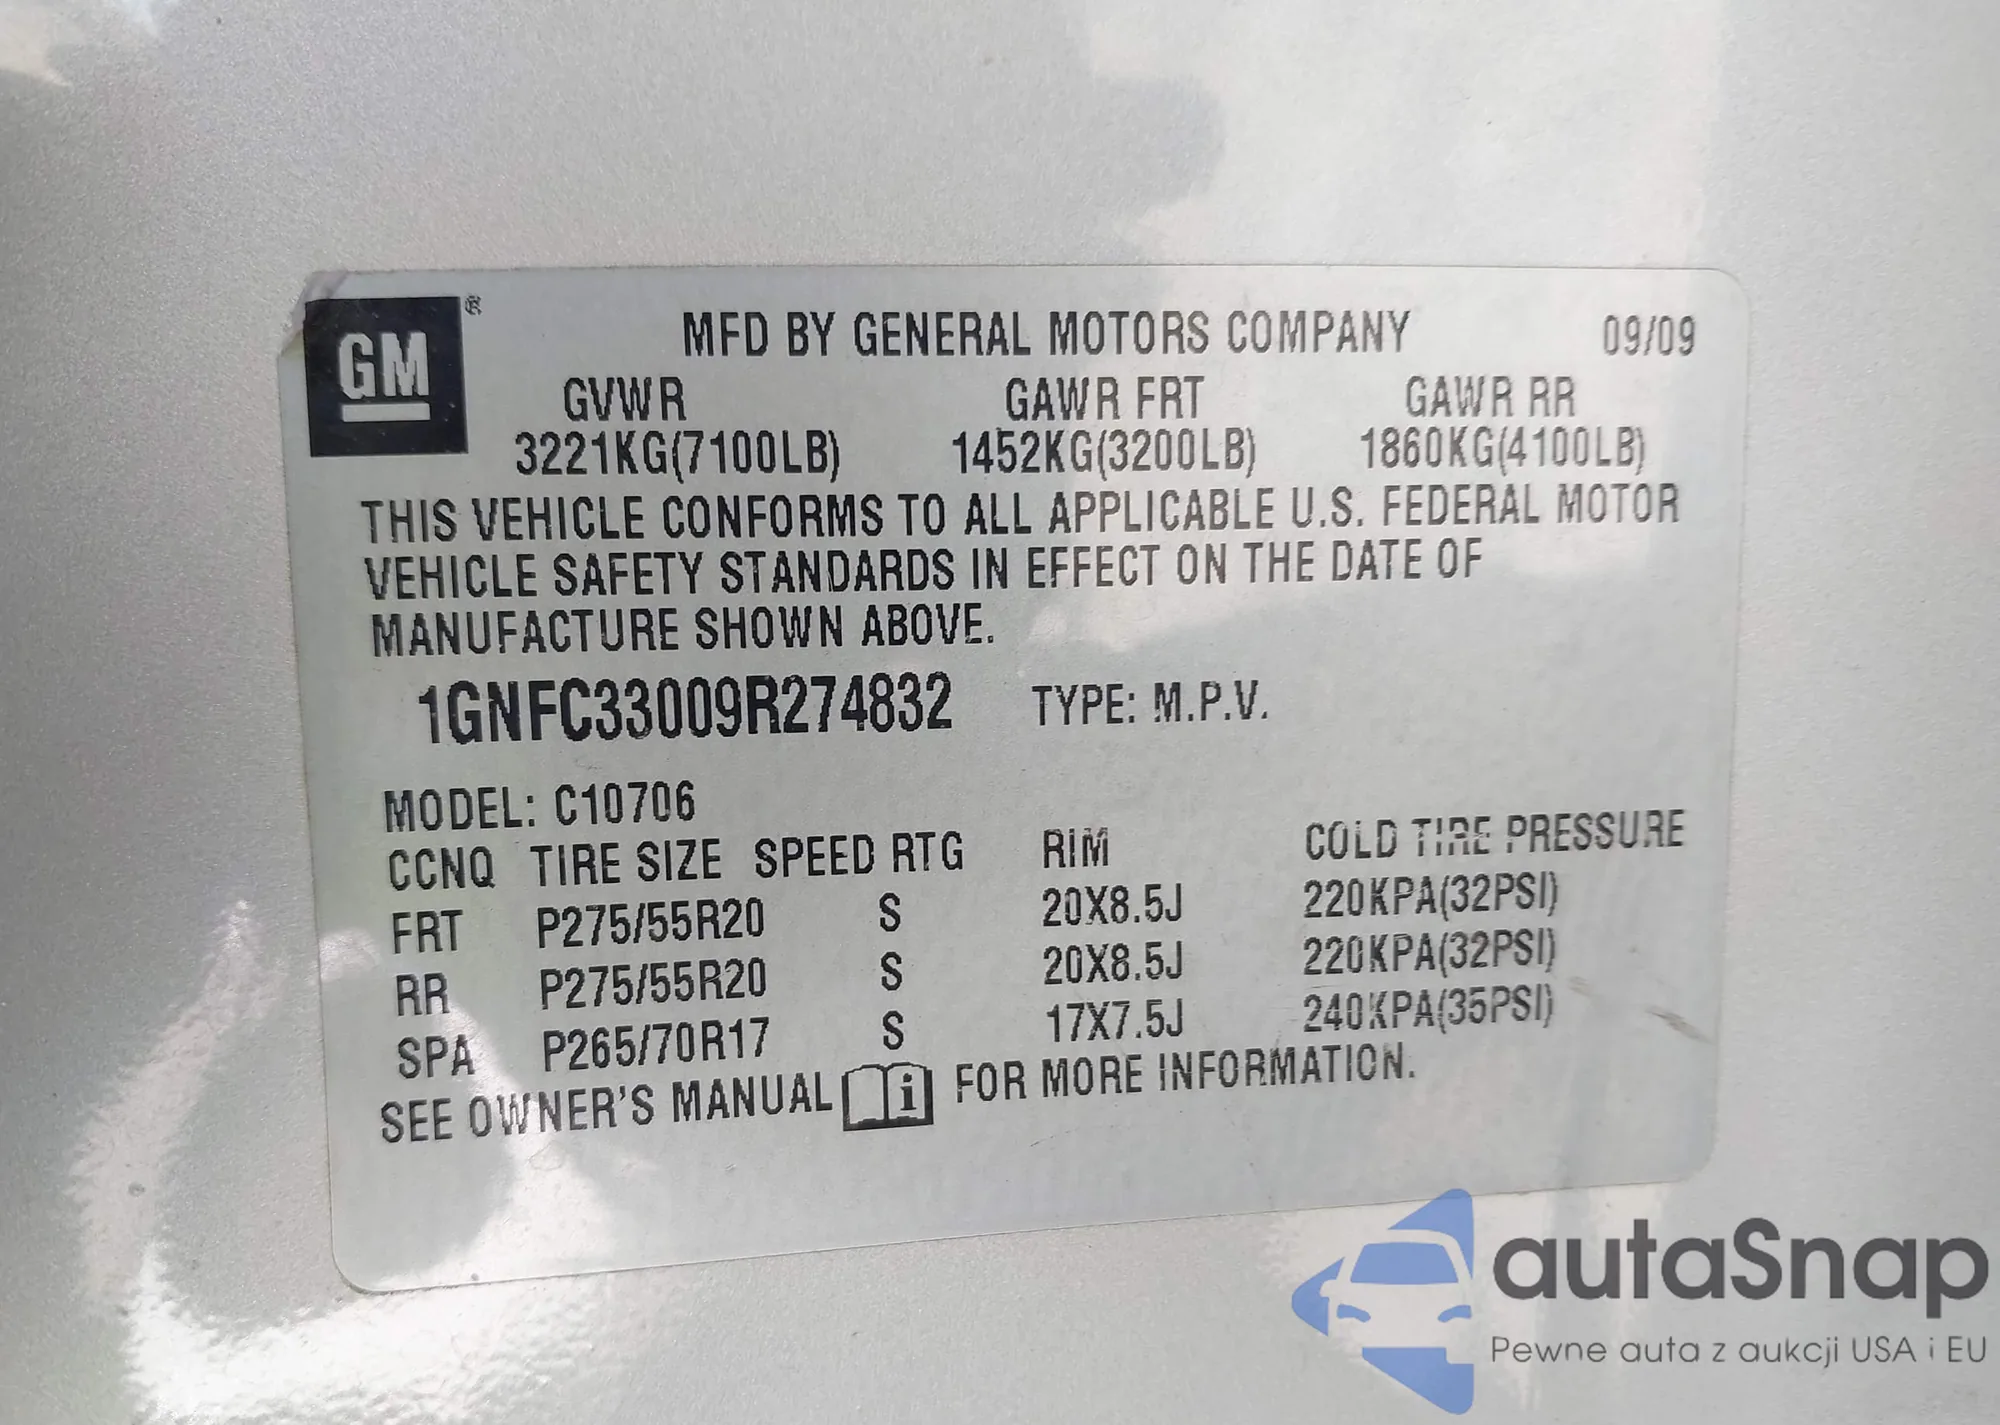 GM ®
MFD BY GENERAL MOTORS COMPANY 09/09
GVWR GAWR FRT GAWR RR
3221KG(7100LB) 1452KG(3200LB) 1860KG(4100LB)
THIS VEHICLE CONFORMS TO ALL APPLICABLE U.S. FEDERAL MOTOR
VEHICLE SAFETY STANDARDS IN EFFECT ON THE DATE OF
MANUFACTURE SHOWN ABOVE.
1GNFC33009R274832 TYPE: M.P.V.
MODEL: C10706
CCNQ TIRE SIZE SPEED RTG RIM COLD TIRE PRESSURE
FRT P275/55R20 S 20X8.5J 220KPA(32PSI)
RR P275/55R20 S 20X8.5J 220KPA(32PSI)
SPA P265/70R17 S 17X7.5J 240KPA(35PSI)
SEE OWNER'S MANUAL i FOR MORE INFORMATION.
autaSnap
Pewne auta z aukcji USA i EU